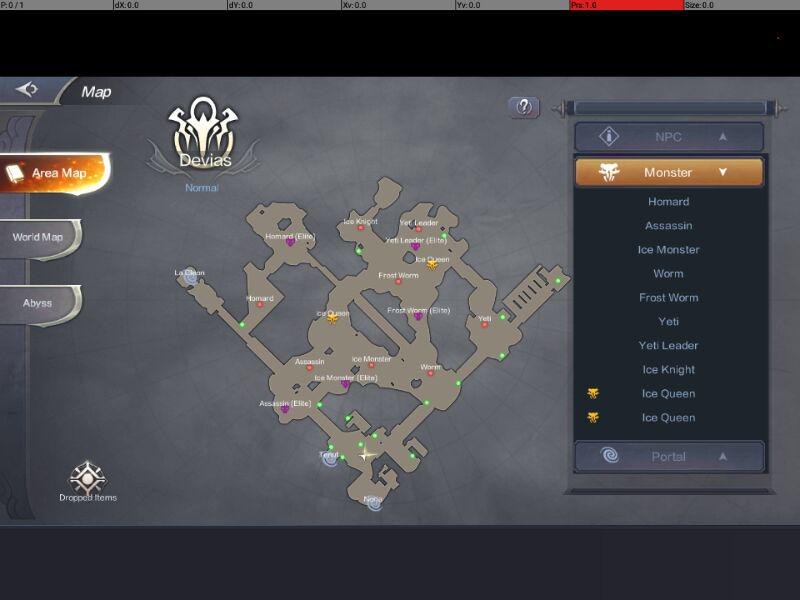 P: 0 / 1 dX: 0.0 dY: 0.0 Xv: 0.0 Yv: 0.0 Prs: 1.0 Size: 0.0
Map
Devias
Normal
Area Map
World Map
Abyss
Dropped Items
Ice Knight
Yeti Leader
Homard (Elite)
Yeti Leader (Elite)
Ice Queen
Frost Worm
Homard
Ice Queen
Frost Worm (Elite)
Yeti
Assassin
Ice Monster
Worm
Ice Monster (Elite)
Assassin (Elite)
Noria
NPC
Monster
Homard
Assassin
Ice Monster
Worm
Frost Worm
Yeti
Yeti Leader
Ice Knight
Ice Queen
Ice Queen
Portal